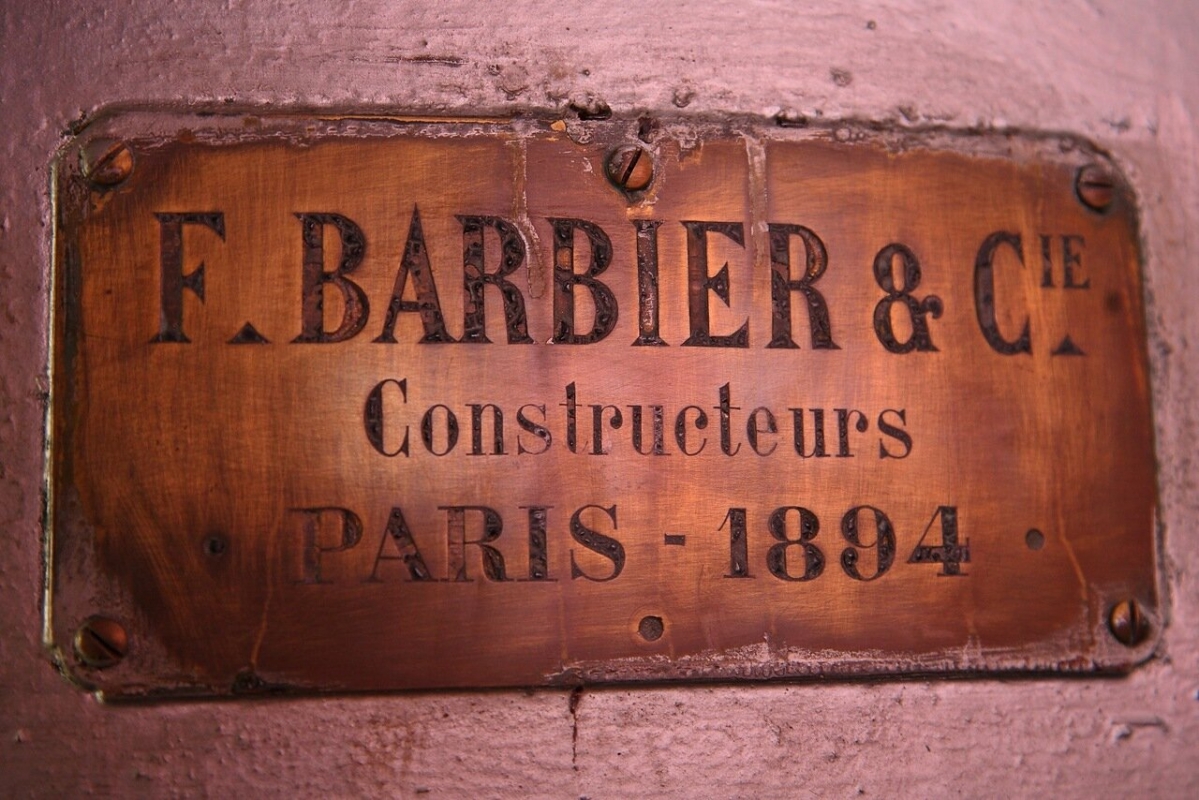 F. BARBIER & CIE.
Constructeurs
PARIS - 1894